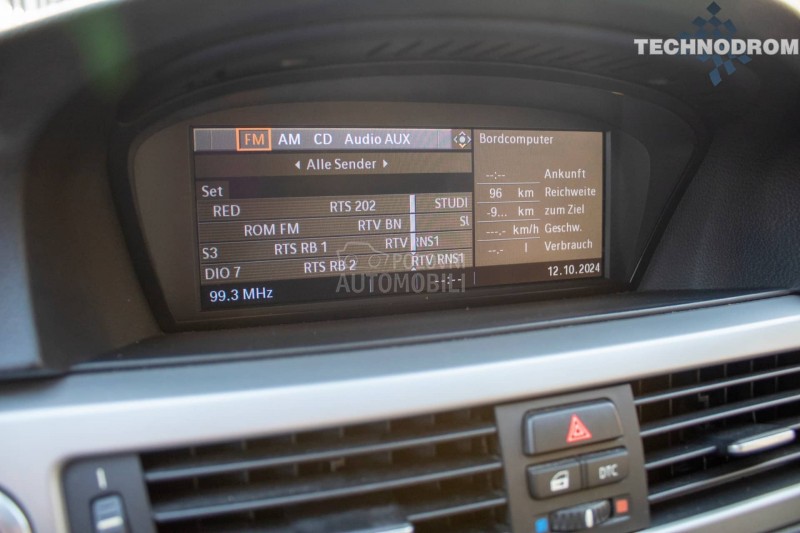 TECHNODROM
FM AM CD Audio AUX
Alle Sender
Set
RED RTS 202 STUDI
ROM FM RTV BN
S3 RTS RB 1 RTV RNS1
DIO 7 RTS RB 2 RTV RNS1
99.3 MHz
--:--
Bordcomputer
--:-- Ankunft
96 km Reichweite
-9... km zum Ziel
---.- km/h Geschw.
--.- l Verbrauch
12.10.2024
POLOVNI
AUTOMOBILI
DTC